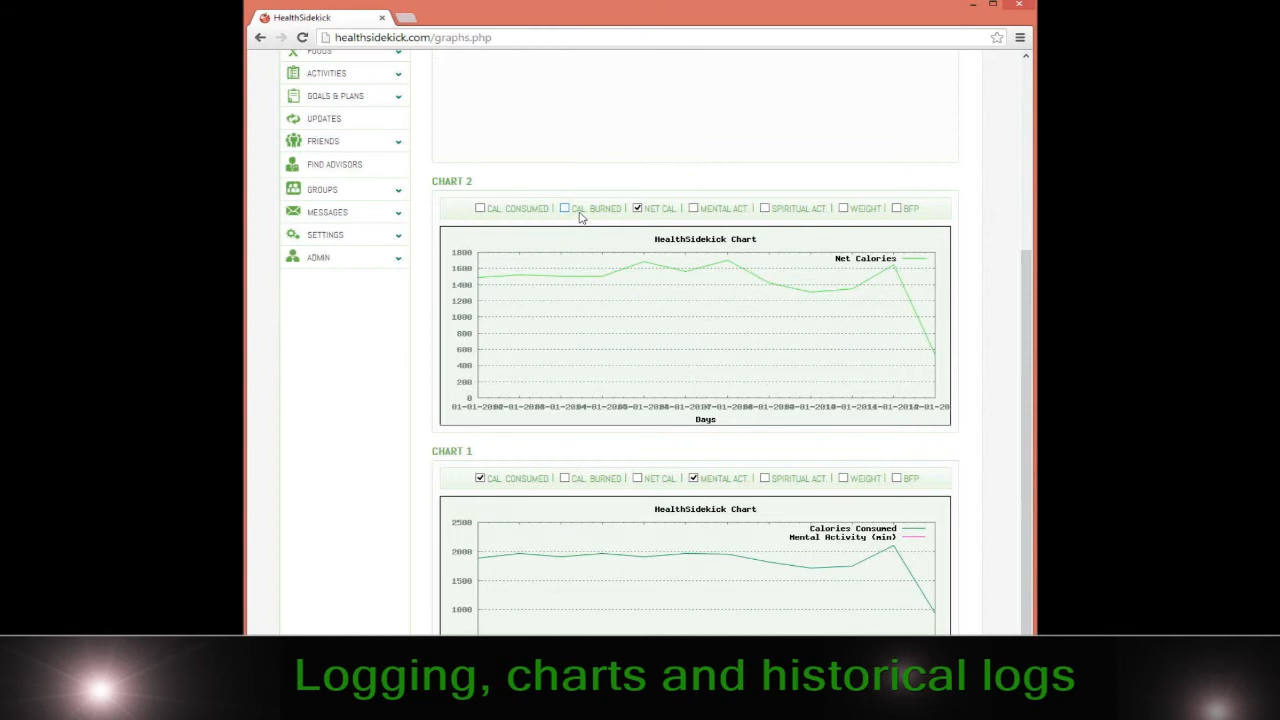 HealthSidekick
healthsidekick.com/graphs.php
FOODS
ACTIVITIES
GOALS & PLANS
UPDATES
FRIENDS
FIND ADVISORS
GROUPS
MESSAGES
SETTINGS
ADMIN
CHART 2
CAL. CONSUMED | CAL. BURNED | NET CAL. | MENTAL ACT. | SPIRITUAL ACT. | WEIGHT | BFP
HealthSidekick Chart
Net Calories
1800
1600
1400
1200
1000
800
600
400
200
0
Days
CHART 1
CAL. CONSUMED | CAL. BURNED | NET CAL. | MENTAL ACT. | SPIRITUAL ACT. | WEIGHT | BFP
HealthSidekick Chart
Calories Consumed
Mental Activity (min)
2500
2000
1500
1000
Logging, charts and historical logs